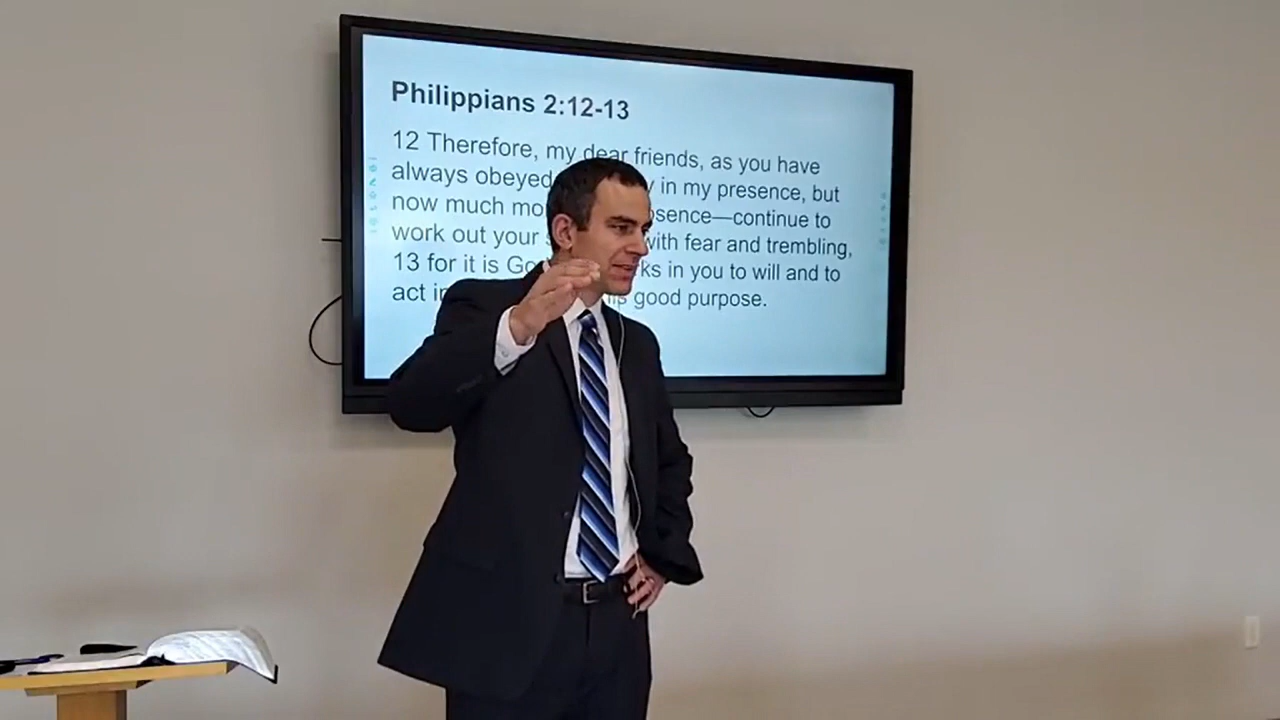 Philippians 2:12-13
12 Therefore, my dear friends, as you have
always obeyed in my presence, but
now much mo sence—continue to
work out your with fear and trembling,
13 for it is Go ks in you to will and to
act in his good purpose.